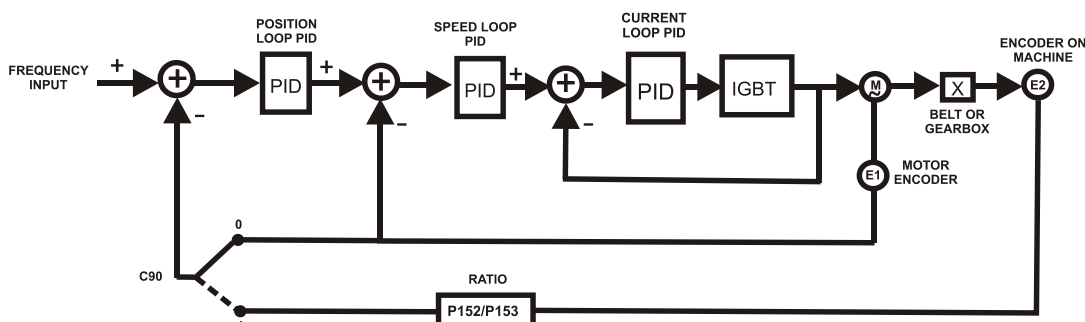 POSITION
LOOP PID
SPEED LOOP
PID
CURRENT
LOOP PID
ENCODER ON
MACHINE
FREQUENCY
INPUT
+
+
PID
+
+
-
PID
+
+
-
PID
IGBT
M
~
X
E2
BELT OR
GEARBOX
-
E1
MOTOR
ENCODER
0
C90
RATIO
P152/P153